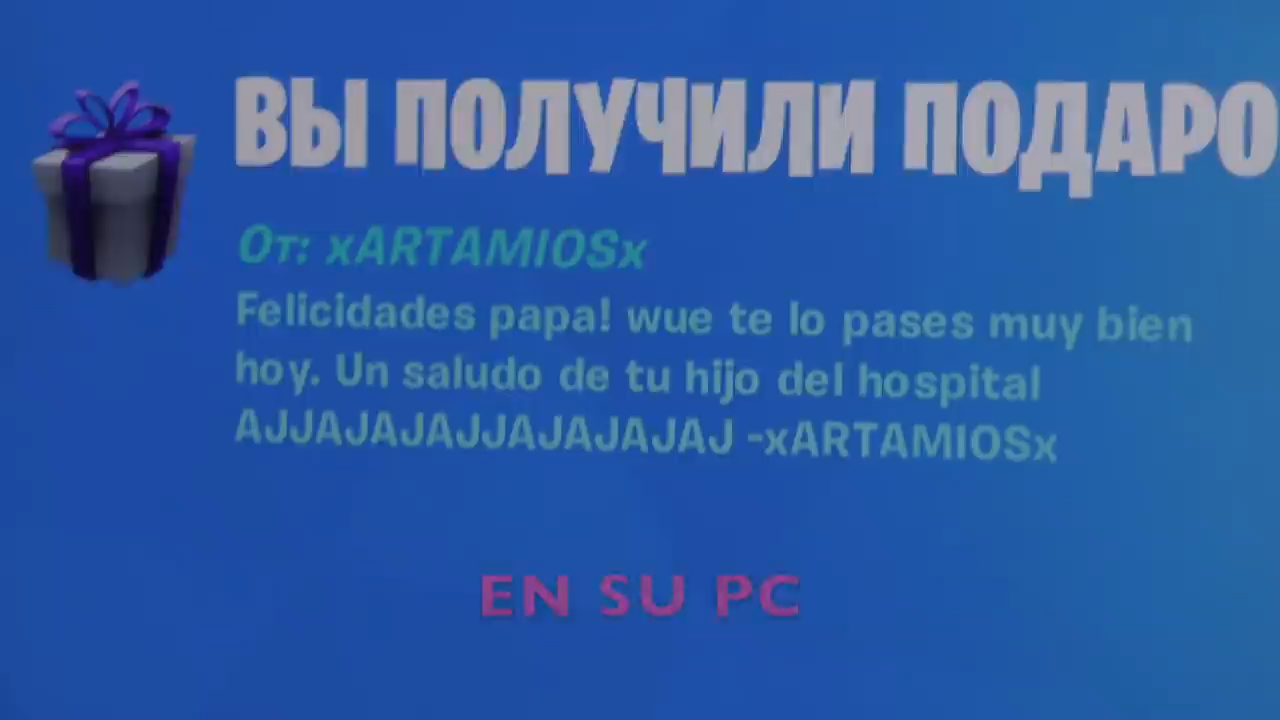 ВЫ ПОЛУЧИЛИ ПОДАРО
От: xARTAMIOSx
Felicidades papa! wue te lo pases muy bien
hoy. Un saludo de tu hijo del hospital
AJJAJAJAJJAJAJAJAJAJ -xARTAMIOSx
EN SU PC